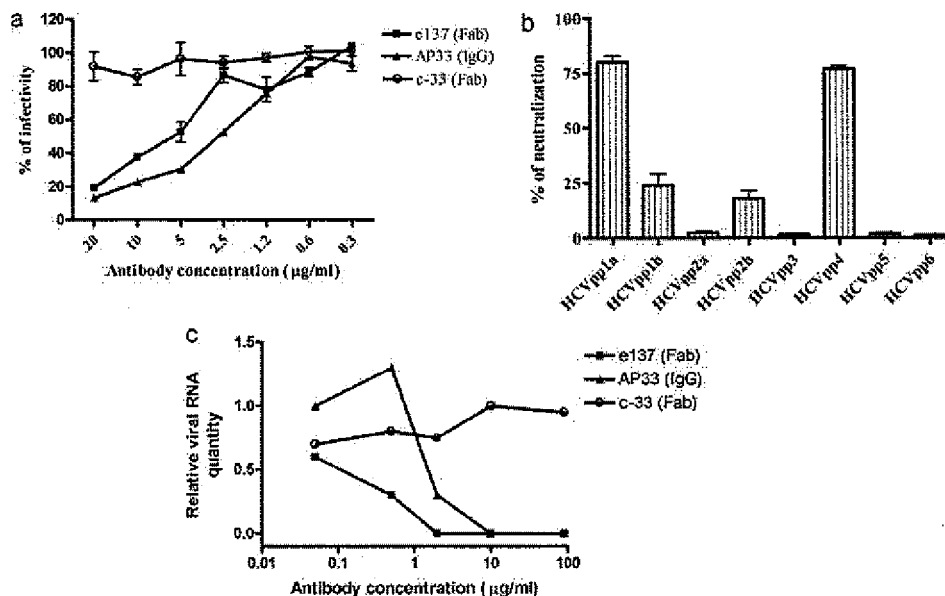 a
% of infectivity
120
100
80
60
40
20
0
20
10
5
2.5
1.2
0.6
0.3
Antibody concentration (µg/ml)
e137 (Fab)
AP33 (IgG)
c-33 (Fab)
b
% of neutralization
100
75
50
25
0
HCVpp1a
HCVpp1b
HCVpp2a
HCVpp2b
HCVpp3
HCVpp4
HCVpp5
HCVpp6
c
Relative viral RNA
quantity
1.5
1.0
0.5
0.0
0.01
0.1
1
10
100
Antibody concentration (µg/ml)
e137 (Fab)
AP33 (IgG)
c-33 (Fab)